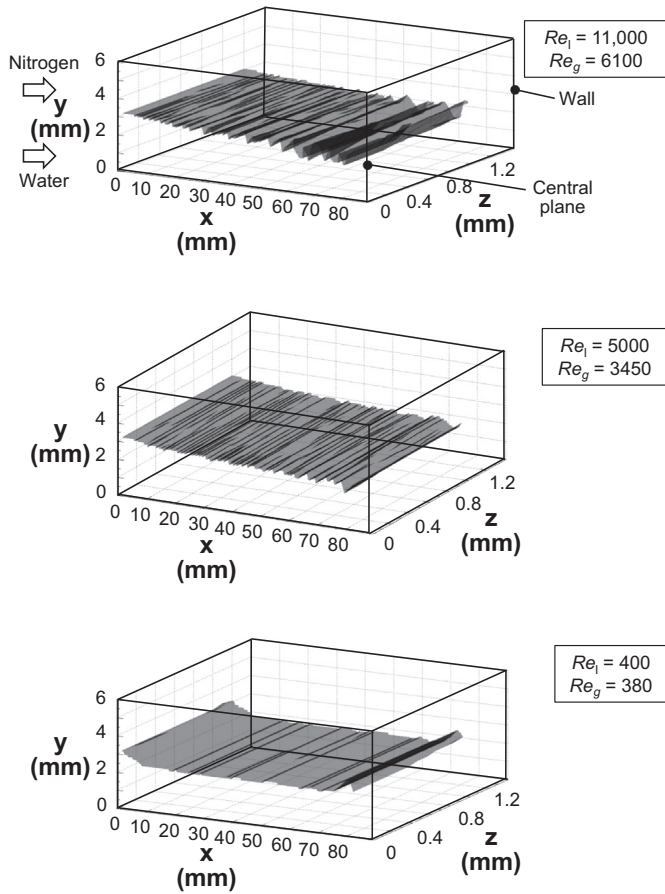 Nitrogen
Water
y
(mm)
6
4
2
0
0 10 20 30 40 50 60 70 80
x
(mm)
0 0.4 0.8 1.2
z
(mm)
Re_l = 11,000
Re_g = 6100
Wall
Central
plane
y
(mm)
6
4
2
0
0 10 20 30 40 50 60 70 80
x
(mm)
0 0.4 0.8 1.2
z
(mm)
Re_l = 5000
Re_g = 3450
y
(mm)
6
4
2
0
0 10 20 30 40 50 60 70 80
x
(mm)
0 0.4 0.8 1.2
z
(mm)
Re_l = 400
Re_g = 380